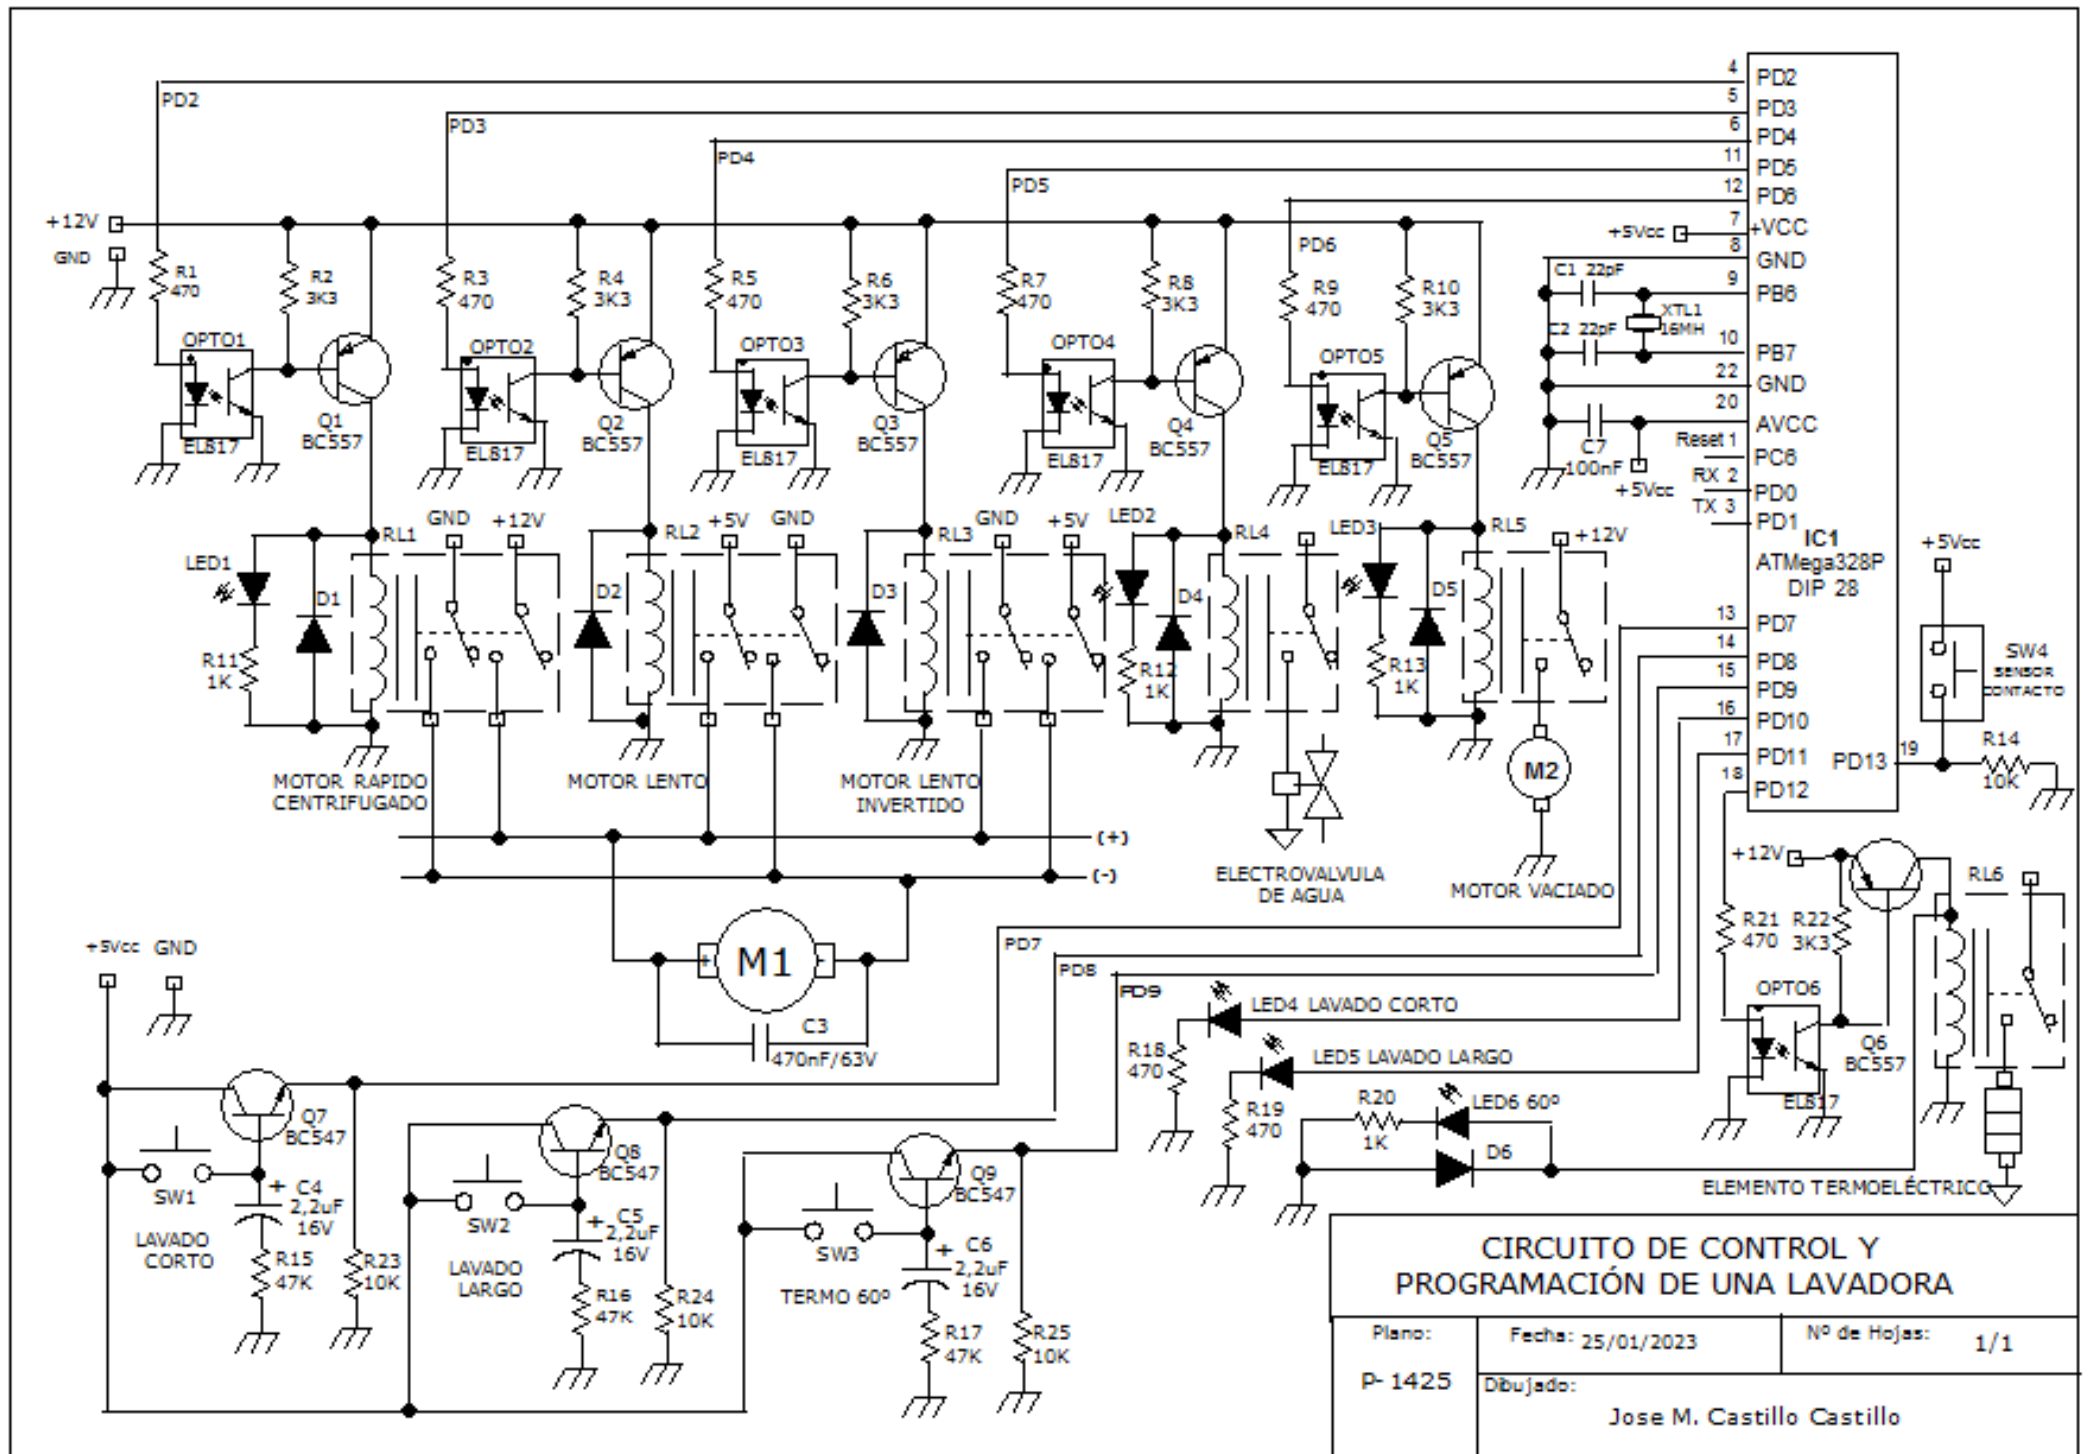 4
PD2
PD2
5
PD3
PD3
6
PD4
PD4
11
PD5
PD5
12
PD6
+12V
GND
7
+VCC
+5Vcc
8
GND
PD6
R1
470
R2
3K3
R3
470
R4
3K3
R5
470
R6
3K3
R7
470
R8
3K3
R9
470
R10
3K3
C1 22pF
9
PB6
XTL1
16MH
C2 22pF
10
PB7
OPTO1
OPTO2
OPTO3
OPTO4
OPTO5
22
GND
20
AVCC
Q1
BC557
Q2
BC557
Q3
BC557
Q4
BC557
Q5
BC557
EL817
EL817
EL817
EL817
EL817
C7
100nF
+5Vcc
Reset 1
PC6
RX 2
PD0
TX 3
PD1
IC1
ATMega328P
DIP 28
GND
+12V
RL1
+5V
GND
RL2
GND
+5V
RL3
LED2
RL4
LED3
RL5
+12V
+5Vcc
LED1
D1
D2
D3
D4
D5
R11
1K
R12
1K
R13
1K
13
PD7
14
PD8
15
PD9
16
PD10
17
PD11
18
PD12
PD13
19
SW4
SENSOR
CONTACTO
R14
10K
MOTOR RAPIDO
CENTRIFUGADO
MOTOR LENTO
MOTOR LENTO
INVERTIDO
M2
(+)
(-)
ELECTROVALVULA
DE AGUA
MOTOR VACIADO
+12V
RL6
R21
470
R22
3K3
+5Vcc
GND
+ M1 -
PD7
PD8
PD9
OPTO6
C3
470nF/63V
LED4 LAVADO CORTO
R18
470
LED5 LAVADO LARGO
Q6
BC557
EL817
R19
470
R20
1K
LED6 60º
D6
ELEMENTO TERMOELÉCTRICO
Q7
BC547
Q8
BC547
Q9
BC547
SW1
+ C4
2,2uF
16V
SW2
+ C5
2,2uF
16V
SW3
+ C6
2,2uF
16V
LAVADO
CORTO
R15
47K
R23
10K
LAVADO
LARGO
R16
47K
R24
10K
TERMO 60º
R17
47K
R25
10K
CIRCUITO DE CONTROL Y
PROGRAMACIÓN DE UNA LAVADORA
Plano:
P-1425
Fecha: 25/01/2023
Nº de Hojas: 1/1
Dibujado:
Jose M. Castillo Castillo